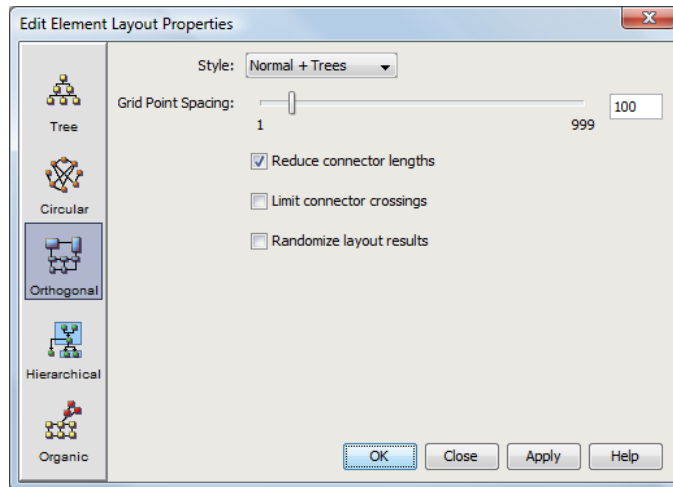 Edit Element Layout Properties
Tree
Circular
Orthogonal
Hierarchical
Organic
Style: Normal + Trees
Grid Point Spacing: 100
1 999
Reduce connector lengths
Limit connector crossings
Randomize layout results
OK Close Apply Help